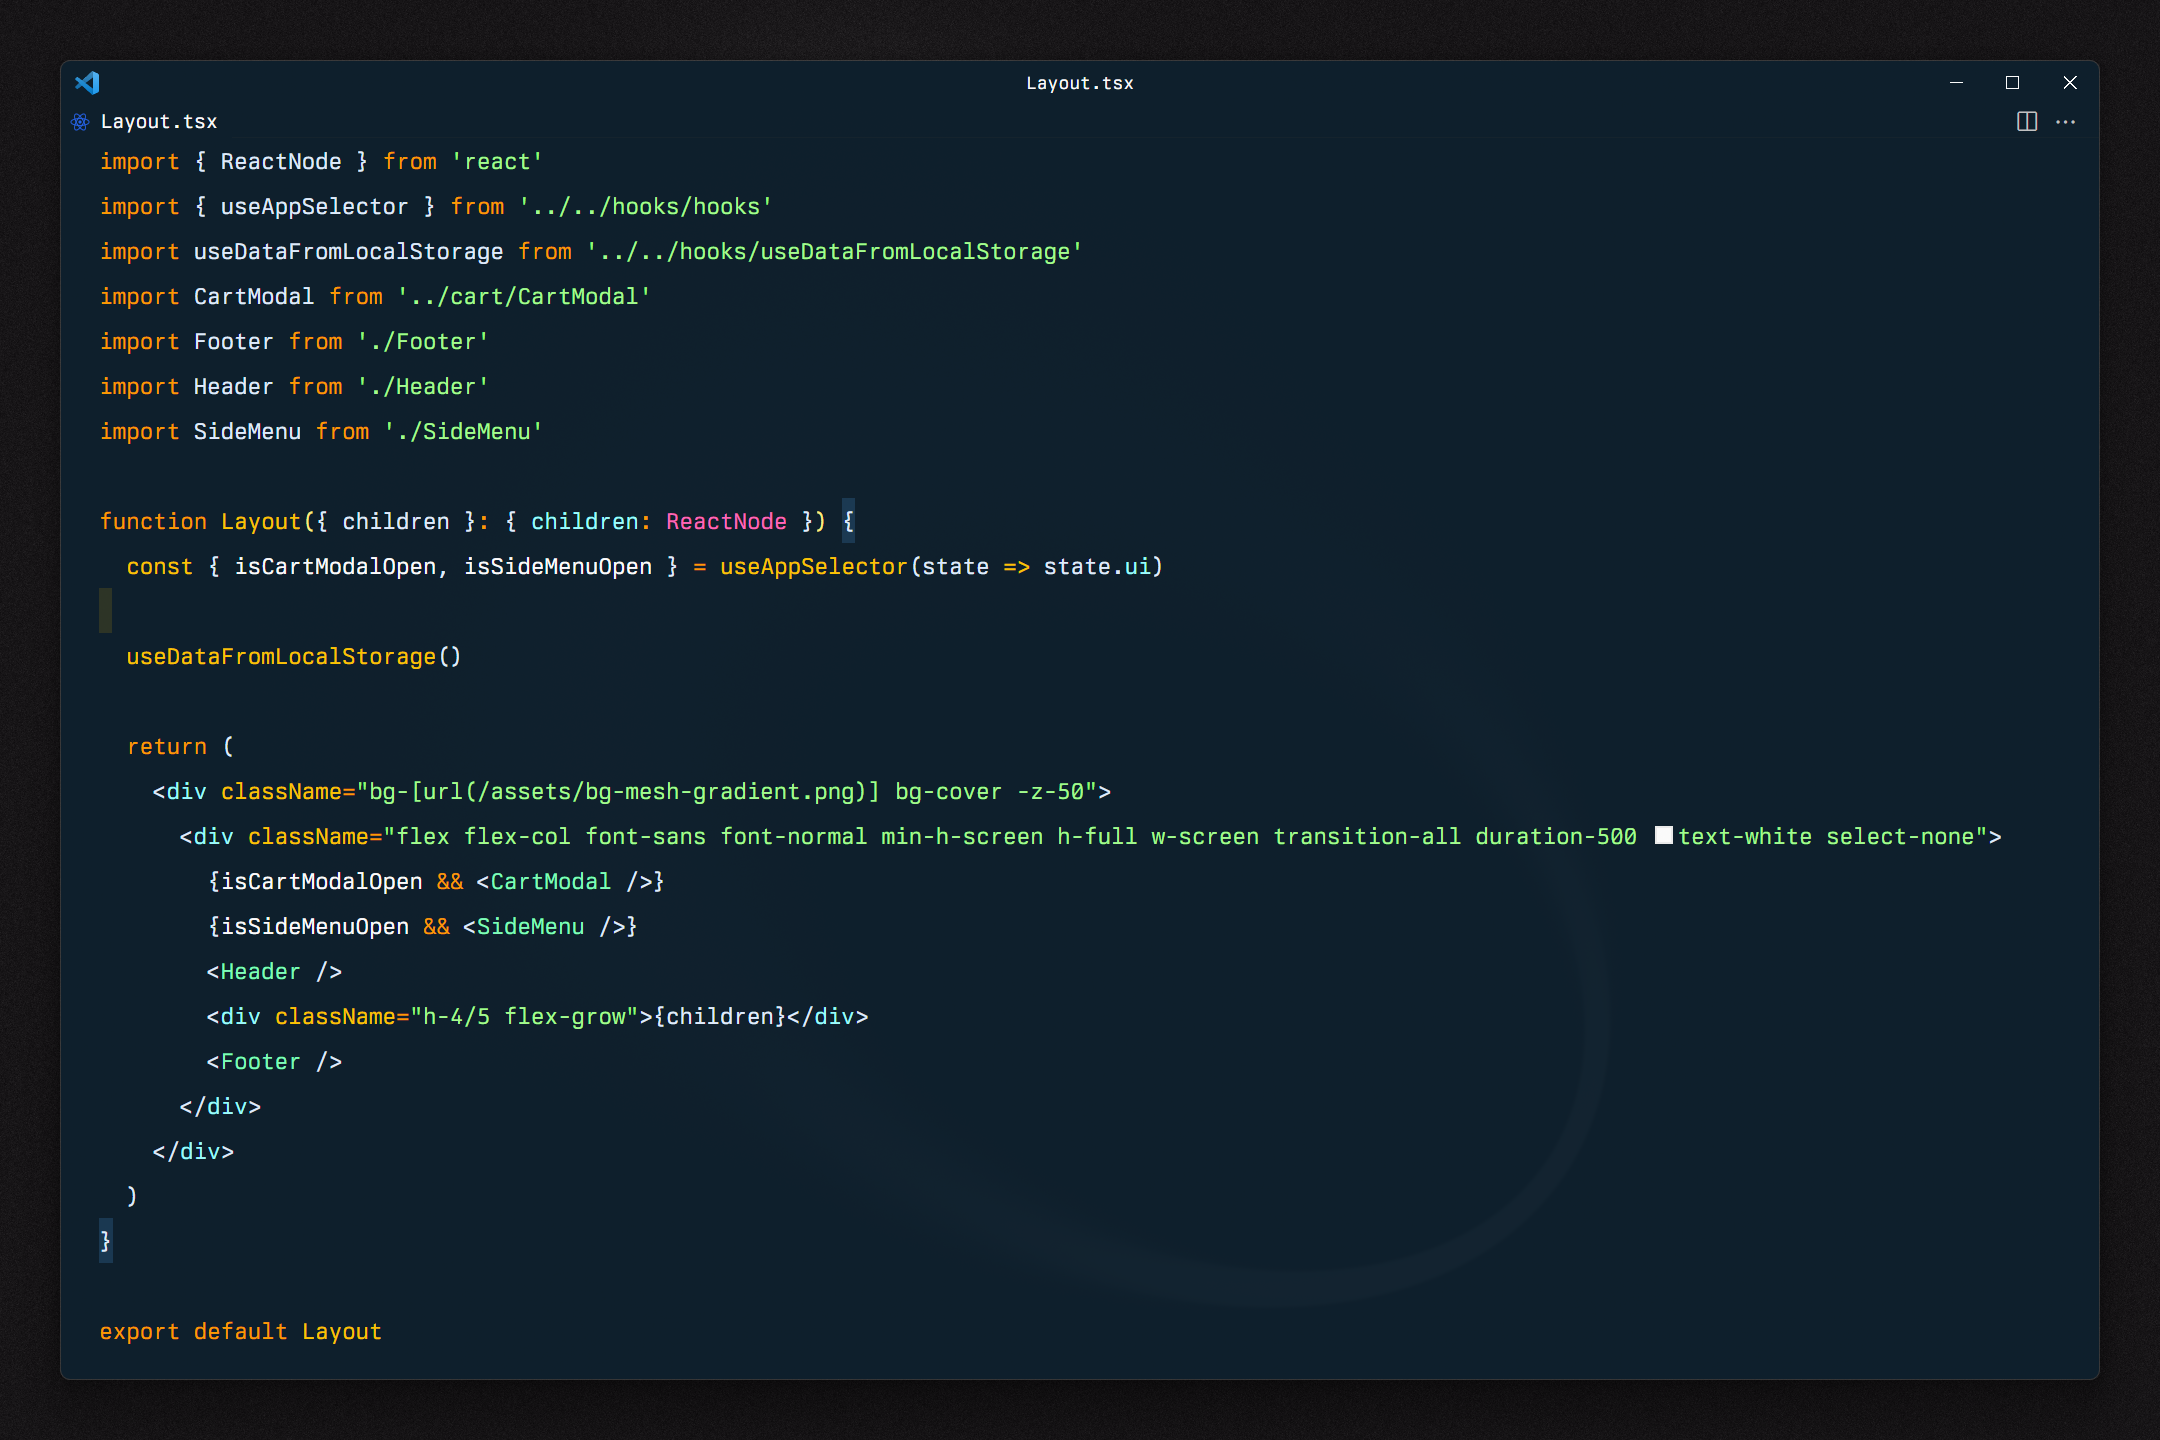 Layout.tsx
Layout.tsx
import { ReactNode } from 'react'
import { useAppSelector } from '../../hooks/hooks'
import useDataFromLocalStorage from '../../hooks/useDataFromLocalStorage'
import CartModal from '../cart/CartModal'
import Footer from './Footer'
import Header from './Header'
import SideMenu from './SideMenu'
function Layout({ children }: { children: ReactNode }) {
const { isCartModalOpen, isSideMenuOpen } = useAppSelector(state => state.ui)
useDataFromLocalStorage()
return (
<div className="bg-[url(/assets/bg-mesh-gradient.png)] bg-cover -z-50">
<div className="flex flex-col font-sans font-normal min-h-screen h-full w-screen transition-all duration-500 text-white select-none">
{isCartModalOpen && <CartModal />}
{isSideMenuOpen && <SideMenu />}
<Header />
<div className="h-4/5 flex-grow">{children}</div>
<Footer />
</div>
</div>
)
}
export default Layout